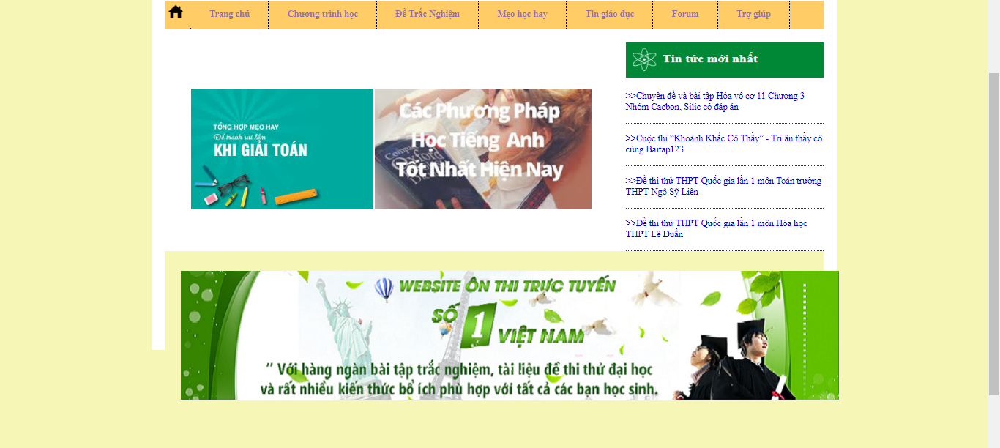 Trang chủ Chương trình học Đề Trắc Nghiệm Mẹo học hay Tin giáo dục Forum Trợ giúp
TỔNG HỢP MẸO HAY
Để tránh sai lầm
KHI GIẢI TOÁN
Các Phương Pháp
Học Tiếng Anh
Tốt Nhất Hiện Nay
Oxford
Tin tức mới nhất
>>Chuyên đề và bài tập Hóa vô cơ 11 Chương 3
Nhóm Cacbon, Silic có đáp án
>>Cuộc thi “Khoảnh Khắc Cô Thầy” - Tri ân thầy cô
cùng Baitap123
>>Đề thi thử THPT Quốc gia lần 1 môn Toán trường
THPT Ngô Sỹ Liên
>>Đề thi thử THPT Quốc gia lần 1 môn Hóa học
THPT Lê Duẩn
WEBSITE ÔN THI TRỰC TUYẾN
SỐ 1 VIỆT NAM
‘’ Với hàng ngàn bài tập trắc nghiệm, tài liệu đề thi thử đại học
và rất nhiều kiến thức bổ ích phù hợp với tất cả các bạn học sinh.